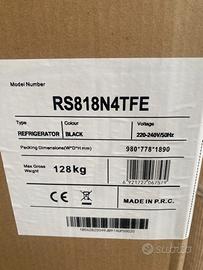 Model Number
RS818N4TFE
Type
Colour
Voltage
REFRIGERATOR
BLACK
220-240V/50Hz
Packing Dimensions(W*D*H mm)
980*778*1890
Max.Gross
Weight
128kg
MADE IN P.R.C.
SUBITO